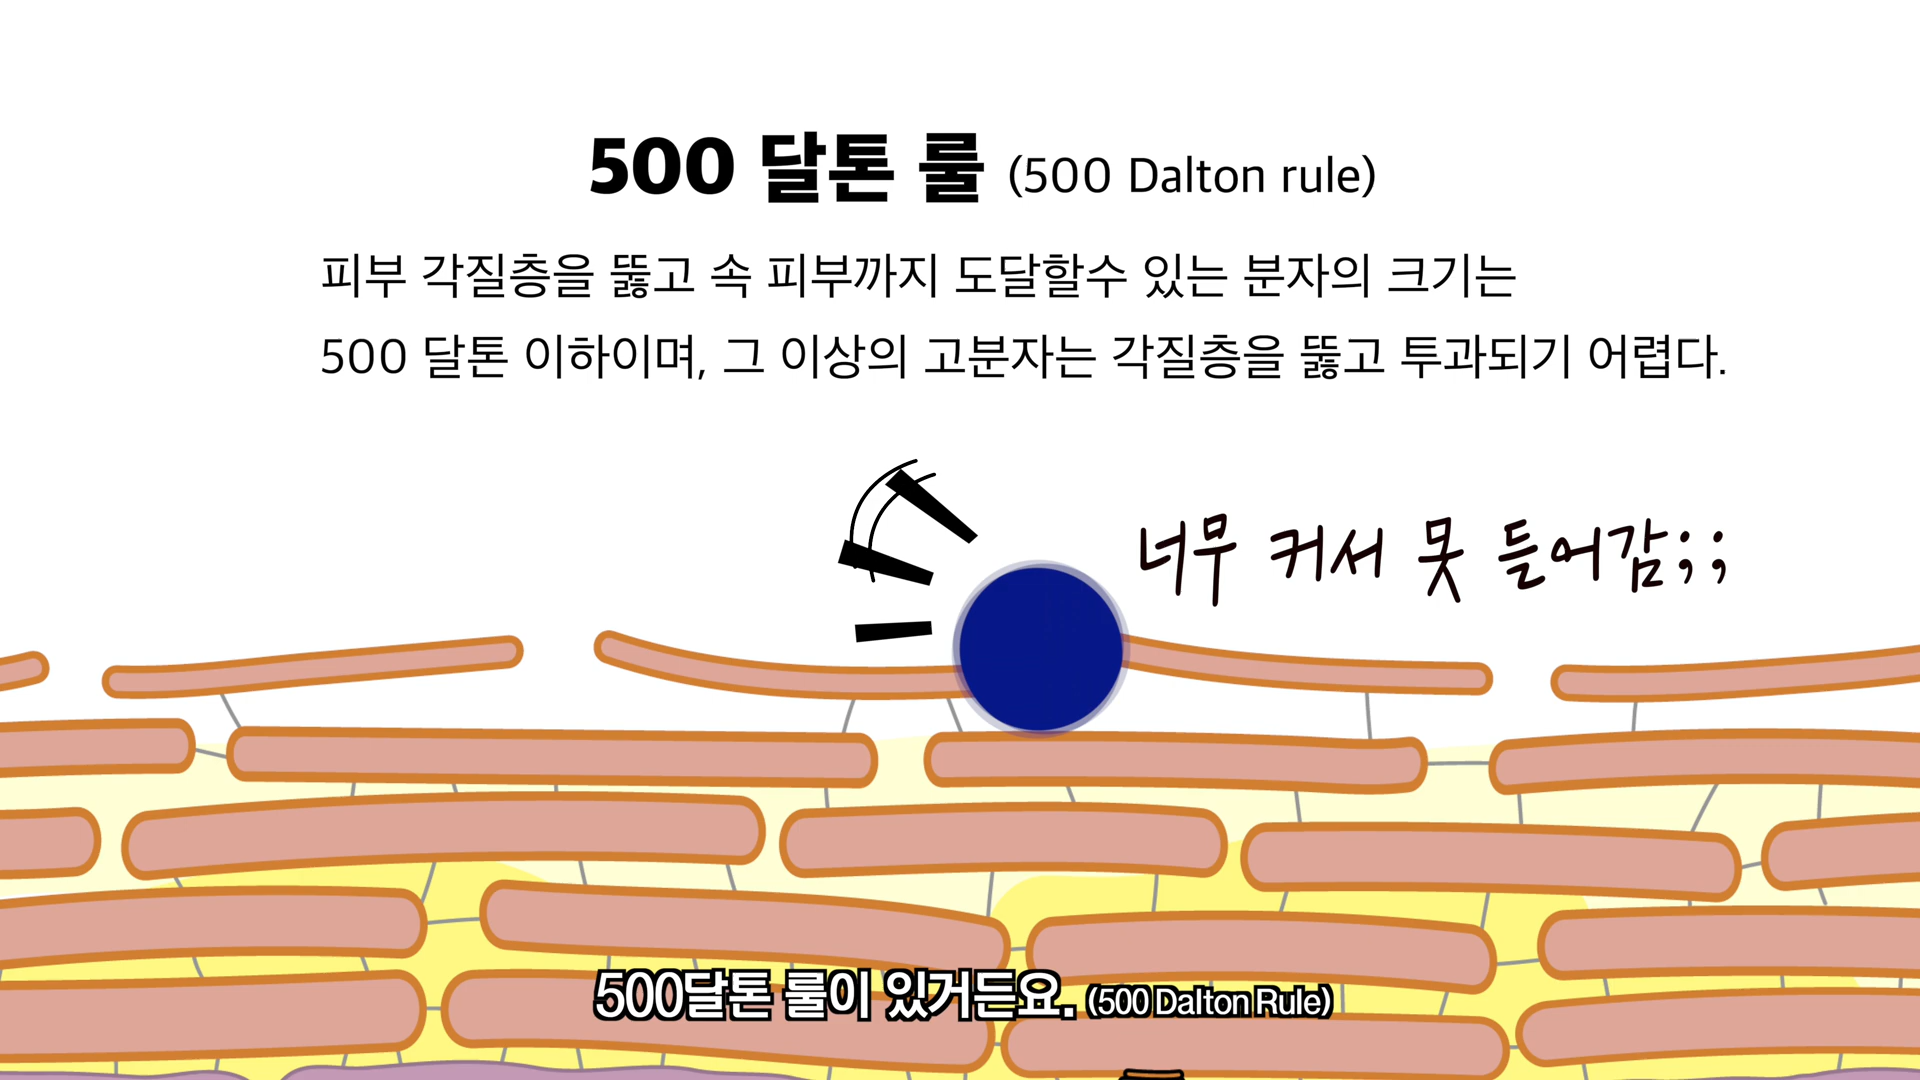 500 달톤 룰 (500 Dalton rule)
피부 각질층을 뚫고 속 피부까지 도달할수 있는 분자의 크기는
500 달톤 이하이며, 그 이상의 고분자는 각질층을 뚫고 투과되기 어렵다.
너무 커서 못 들어감;;
500달톤 룰이 있거든요. (500 Dalton Rule)